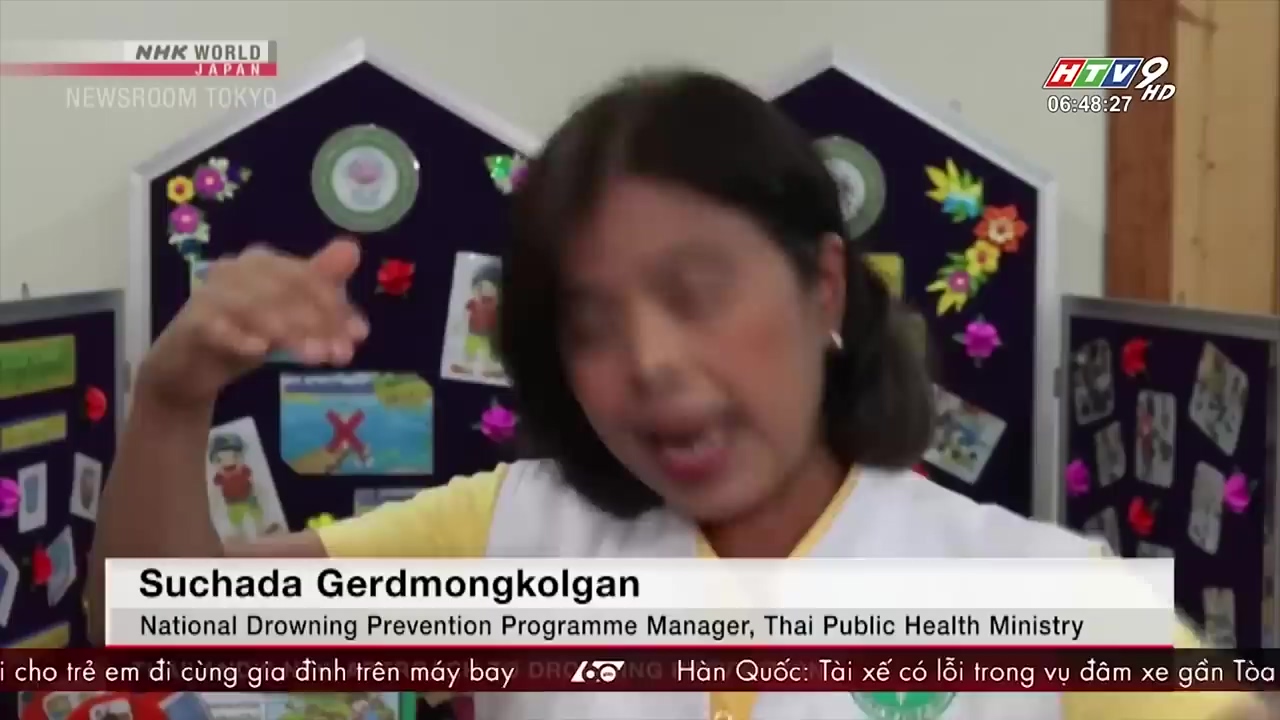 NHK WORLD
JAPAN
NEWSROOM TOKYO
HTV9
HD
06:48:27
Suchada Gerdmongkolgan
National Drowning Prevention Programme Manager, Thai Public Health Ministry
i cho trẻ em đi cùng gia đình trên máy bay
60
Hàn Quốc: Tài xế có lỗi trong vụ đâm xe gần Tòa